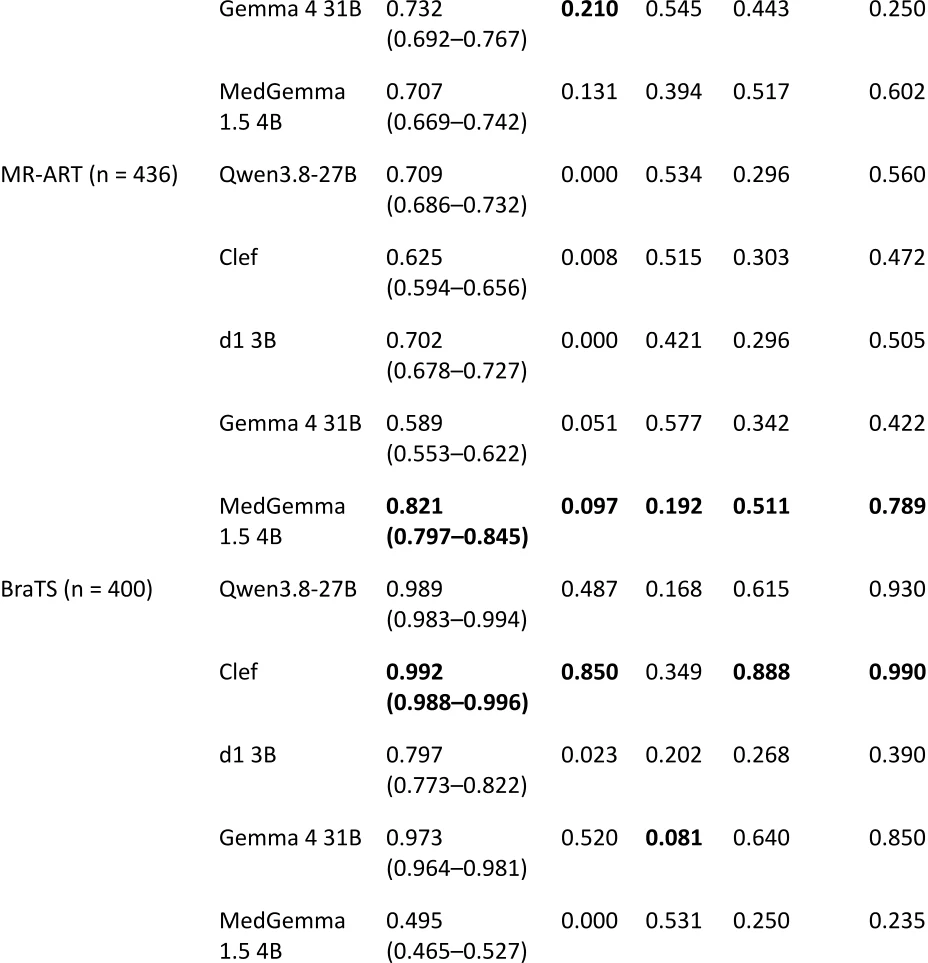 Gemma 4 31B 0.732 0.210 0.545 0.443 0.250
(0.692–0.767)
MedGemma 0.707 0.131 0.394 0.517 0.602
1.5 4B (0.669–0.742)
MR-ART (n = 436) Qwen3.8-27B 0.709 0.000 0.534 0.296 0.560
(0.686–0.732)
Clef 0.625 0.008 0.515 0.303 0.472
(0.594–0.656)
d1 3B 0.702 0.000 0.421 0.296 0.505
(0.678–0.727)
Gemma 4 31B 0.589 0.051 0.577 0.342 0.422
(0.553–0.622)
MedGemma 0.821 0.097 0.192 0.511 0.789
1.5 4B (0.797–0.845)
BraTS (n = 400) Qwen3.8-27B 0.989 0.487 0.168 0.615 0.930
(0.983–0.994)
Clef 0.992 0.850 0.349 0.888 0.990
(0.988–0.996)
d1 3B 0.797 0.023 0.202 0.268 0.390
(0.773–0.822)
Gemma 4 31B 0.973 0.520 0.081 0.640 0.850
(0.964–0.981)
MedGemma 0.495 0.000 0.531 0.250 0.235
1.5 4B (0.465–0.527)